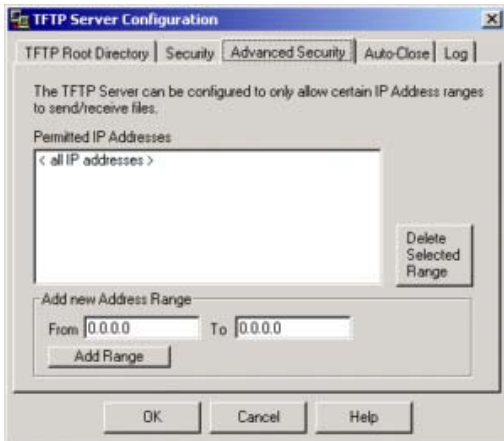 TFTP Server Configuration
TFTP Root Directory Security Advanced Security Auto-Close Log
The TFTP Server can be configured to only allow certain IP Address ranges
to send/receive files.
Permitted IP Addresses
< all IP addresses >
Delete
Selected
Range
Add new Address Range
From 0.0.0.0 To 0.0.0.0
Add Range
OK Cancel Help